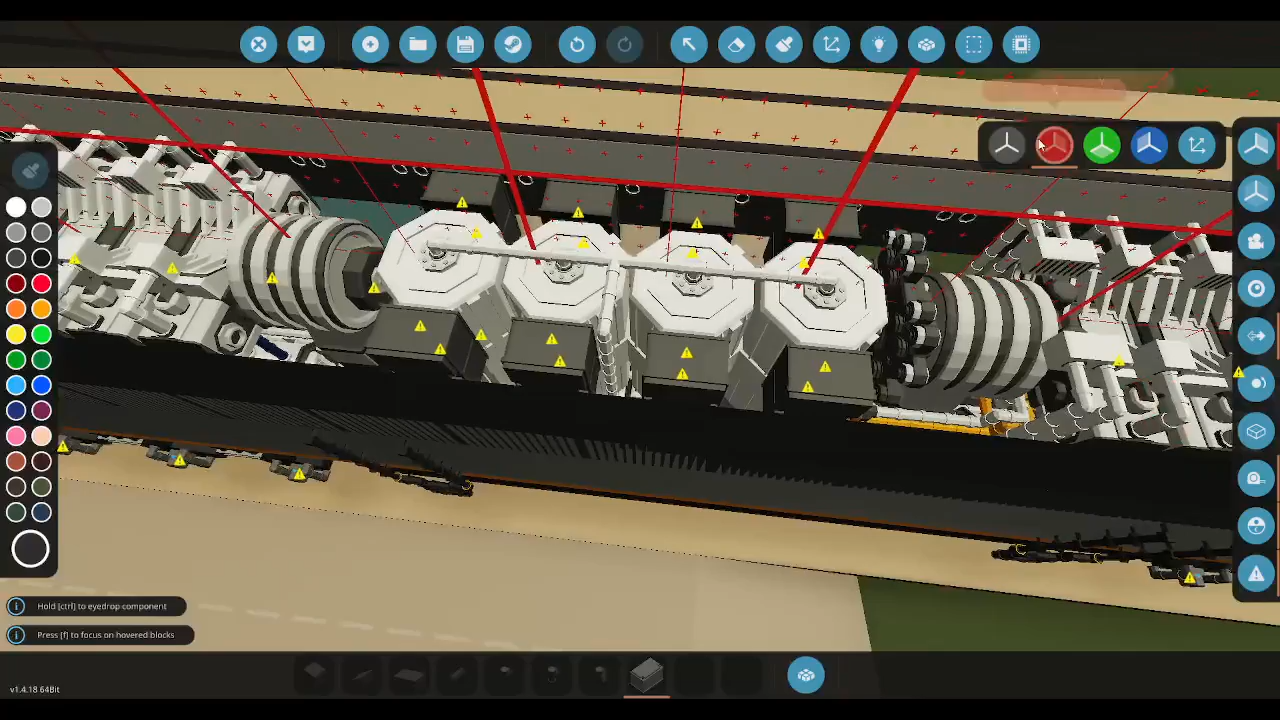 Hold [ctrl] to eyedrop component
Press [f] to focus on hovered blocks
v1.4.18 64Bit